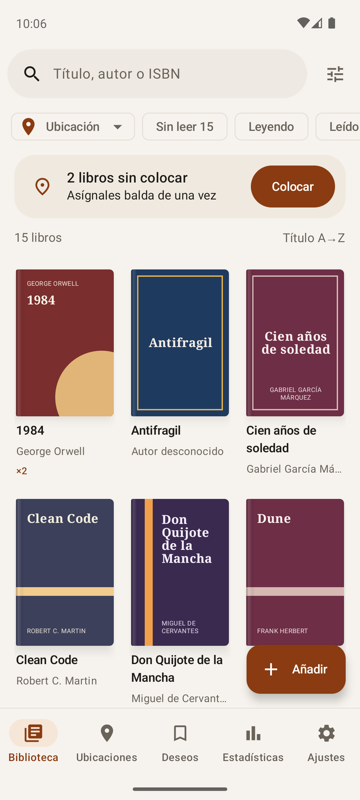 10:06
Título, autor o ISBN
Ubicación
Sin leer 15
Leyendo
Leído
2 libros sin colocar
Asígnales balda de una vez
Colocar
15 libros
Título A→Z
GEORGE ORWELL
1984
Antifragil
Cien años
de soledad
GABRIEL GARCÍA
MÁRQUEZ
1984
George Orwell
×2
Antifragil
Autor desconocido
Cien años de
soledad
Gabriel García Má…
Clean Code
ROBERT C. MARTIN
Don
Quijote
de la
Mancha
MIGUEL DE
CERVANTES
Dune
FRANK HERBERT
Clean Code
Robert C. Martin
Don Quijote de la
Mancha
Miguel de Cervant…
Añadir
Biblioteca
Ubicaciones
Deseos
Estadísticas
Ajustes